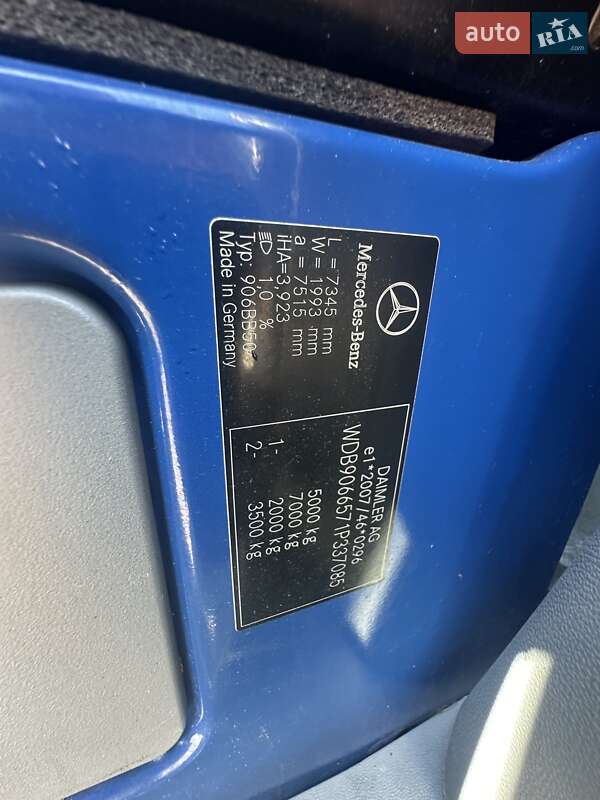 auto RIA.com
Mercedes-Benz
L = 7345 mm
W = 1993 mm
a = 7515 mm
iHA=3,923
1,0 %
Typ: 906BB50
Made in Germany
DAIMLER AG
e1*2007/46*0296
WDB9066571P337085
5000 kg
7000 kg
1- 2000 kg
2- 3500 kg